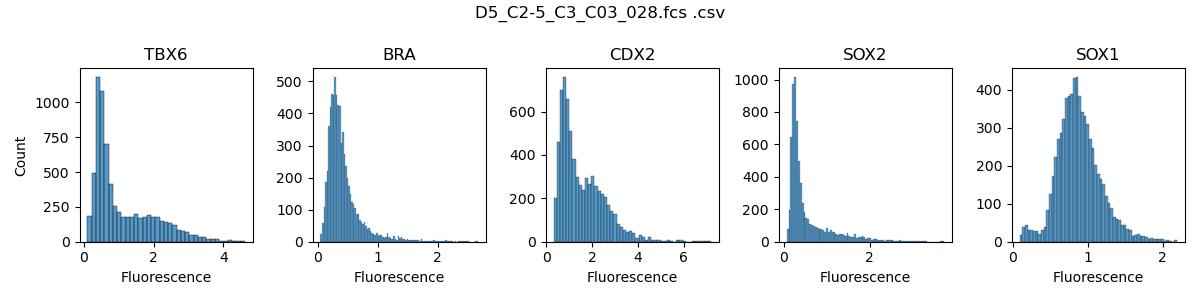 D5_C2-5_C3_C03_028.fcs .csv
TBX6 BRA CDX2 SOX2 SOX1
Count
0 250 500 750 1000
0 2 4
Fluorescence
0 100 200 300 400 500
0 1 2
Fluorescence
0 200 400 600
0 2 4 6
Fluorescence
0 200 400 600 800 1000
0 2
Fluorescence
0 100 200 300 400
0 1 2
Fluorescence